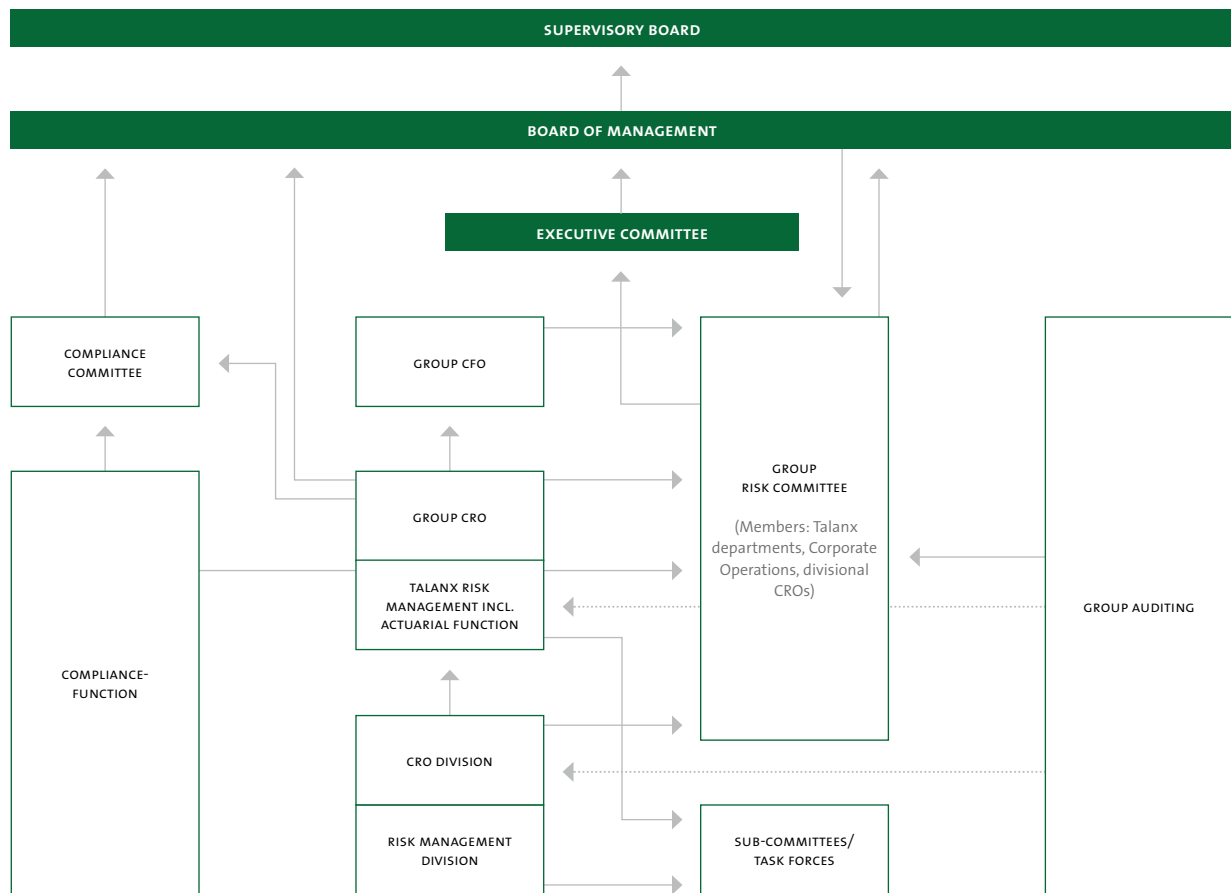 SUPERVISORY BOARD
BOARD OF MANAGEMENT
EXECUTIVE COMMITTEE
COMPLIANCE
COMMITTEE
GROUP CFO
GROUP CRO
TALANX RISK
MANAGEMENT INCL.
ACTUARIAL FUNCTION
GROUP
RISK COMMITTEE
(Members: Talanx
departments, Corporate
Operations, divisional
CROs)
GROUP AUDITING
COMPLIANCE-
FUNCTION
CRO DIVISION
RISK MANAGEMENT
DIVISION
SUB-COMMITTEES/
TASK FORCES